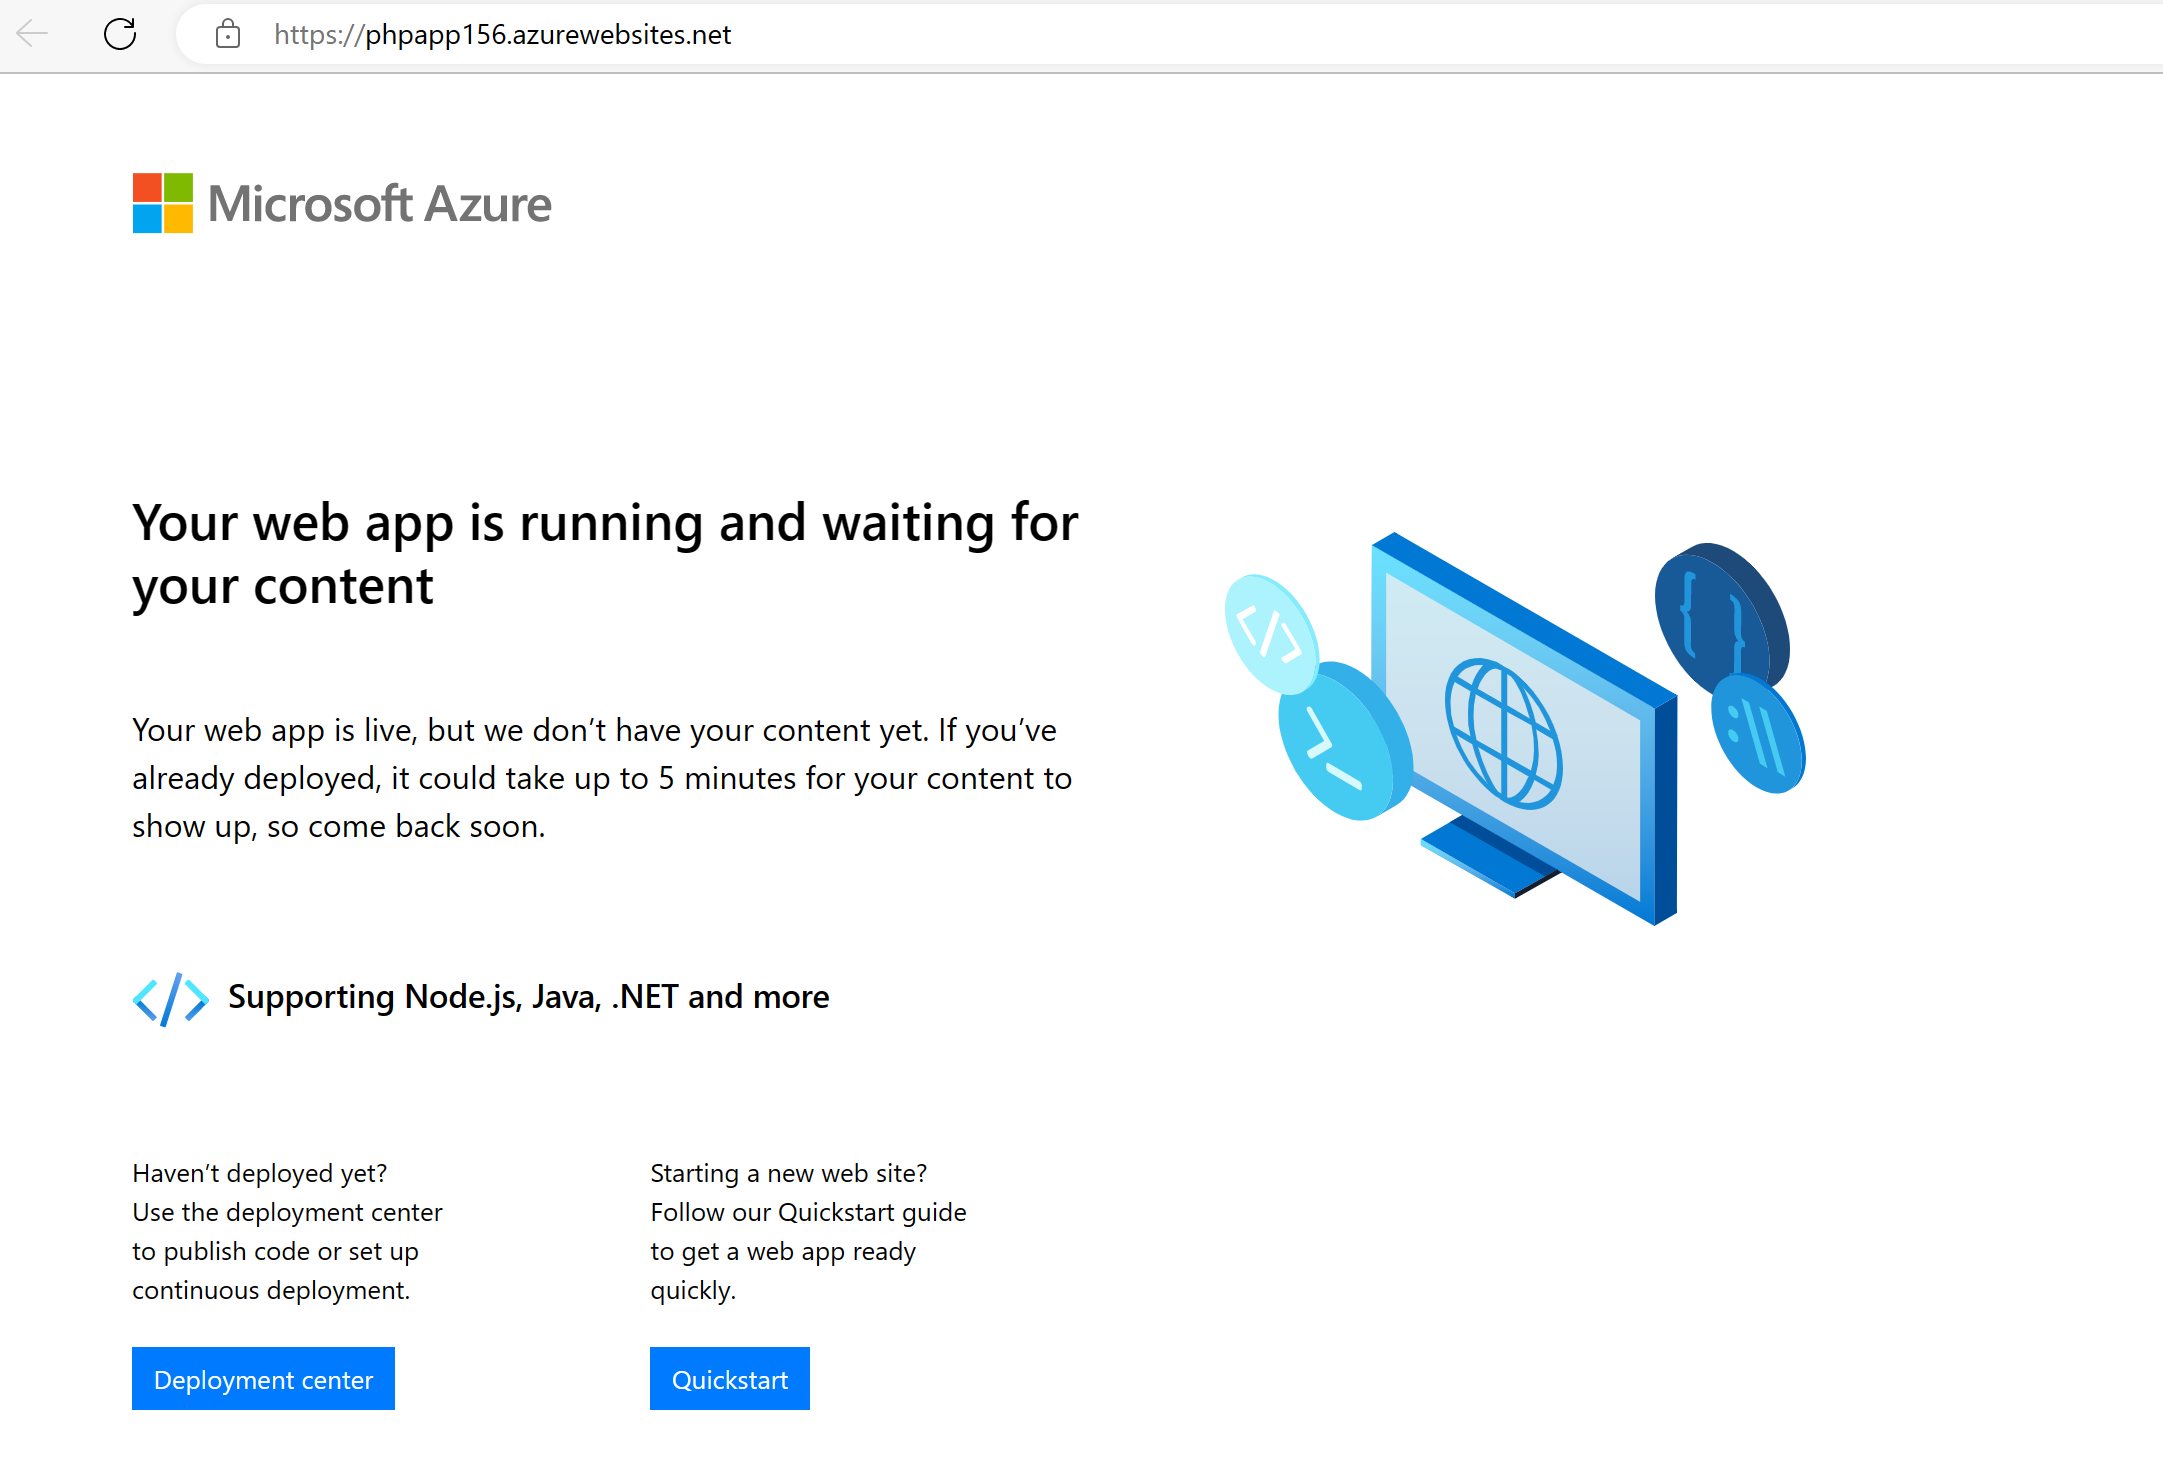 https://phpapp156.azurewebsites.net
Microsoft Azure
Your web app is running and waiting for
your content
Your web app is live, but we don’t have your content yet. If you’ve
already deployed, it could take up to 5 minutes for your content to
show up, so come back soon.
</> Supporting Node.js, Java, .NET and more
Haven’t deployed yet?
Use the deployment center
to publish code or set up
continuous deployment.
Deployment center
Starting a new web site?
Follow our Quickstart guide
to get a web app ready
quickly.
Quickstart